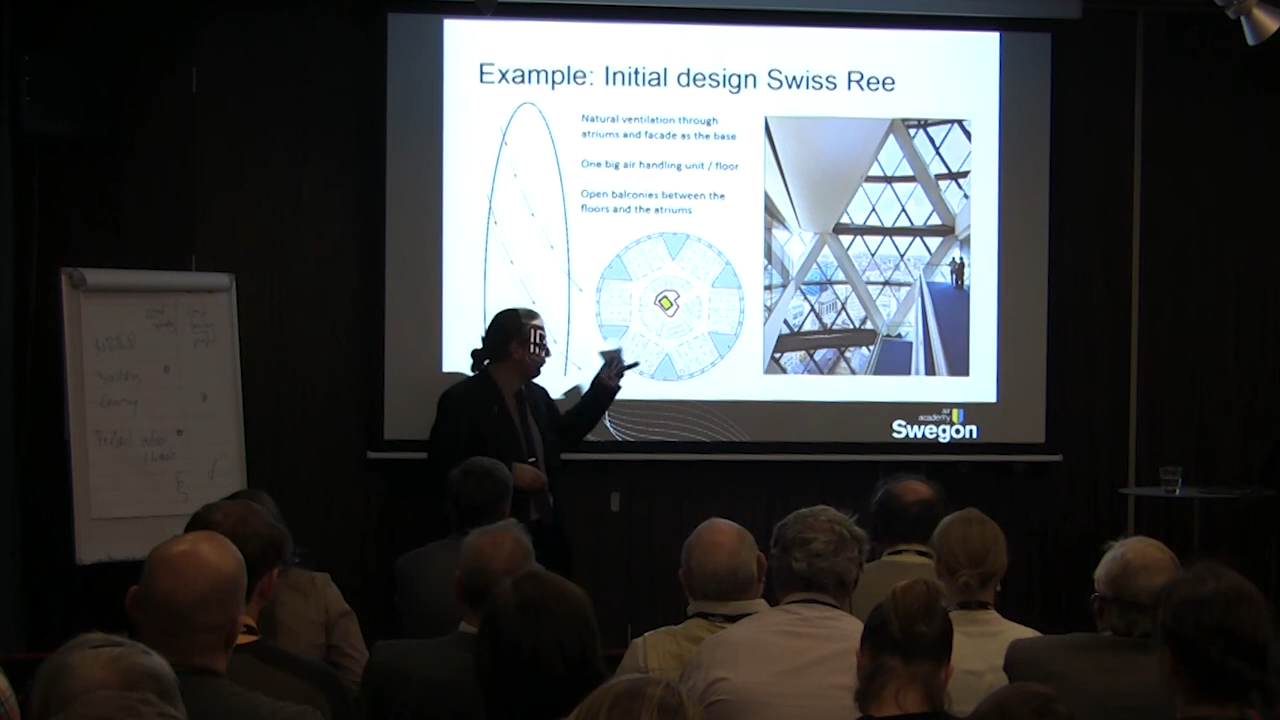 Example: Initial design Swiss Ree
Natural ventilation through
atriums and facade as the base
One big air handling unit / floor
Open balconies between the
floors and the atriums
air
academy
Swegon